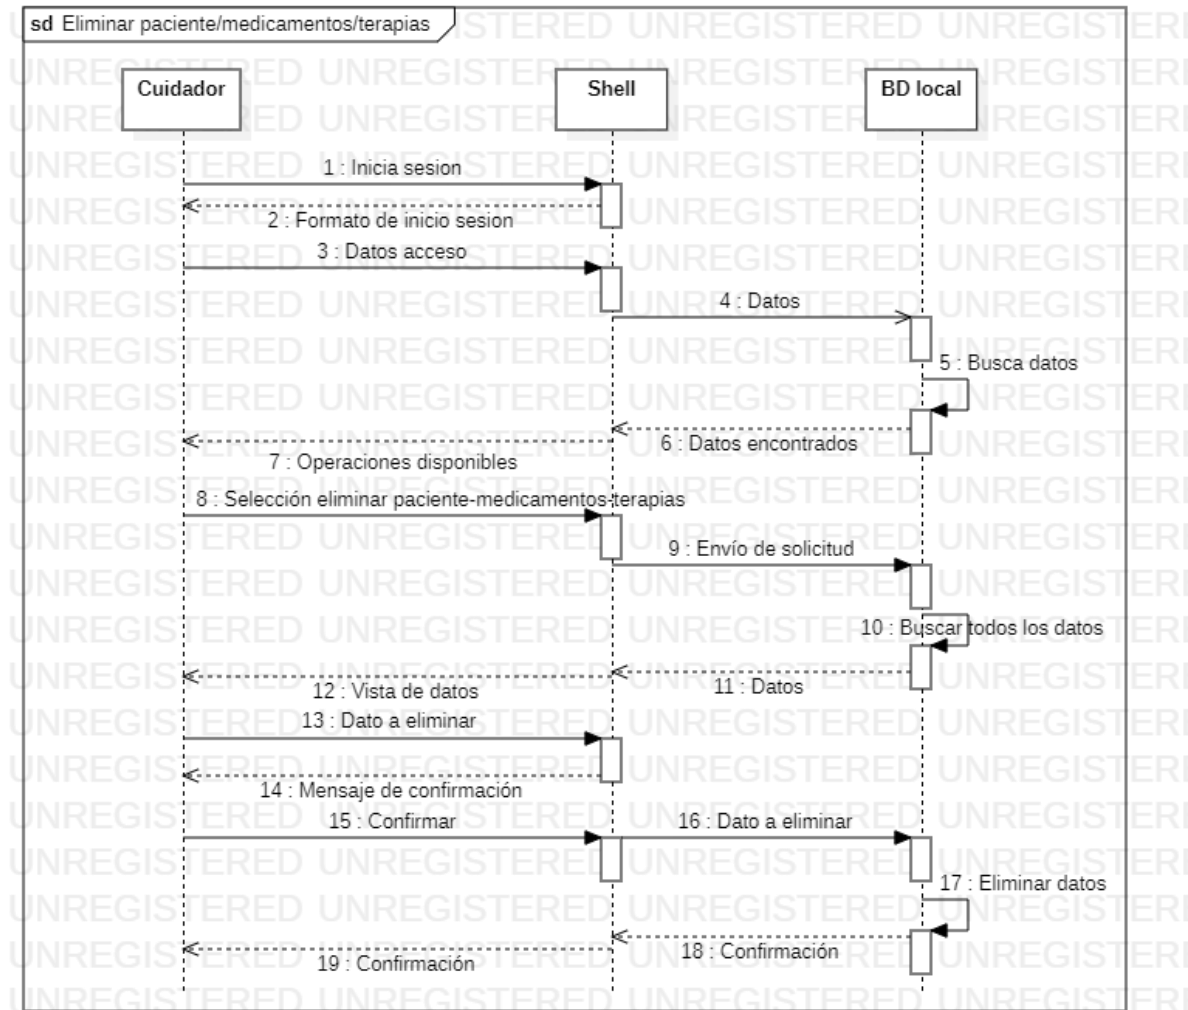 sd Eliminar paciente/medicamentos/terapias
Cuidador
Shell
BD local
1 : Inicia sesion
2 : Formato de inicio sesion
3 : Datos acceso
4 : Datos
5 : Busca datos
6 : Datos encontrados
7 : Operaciones disponibles
8 : Selección eliminar paciente-medicamentos-terapias
9 : Envío de solicitud
10 : Buscar todos los datos
11 : Datos
12 : Vista de datos
13 : Dato a eliminar
14 : Mensaje de confirmación
15 : Confirmar
16 : Dato a eliminar
17 : Eliminar datos
18 : Confirmación
19 : Confirmación
UNREGISTERED